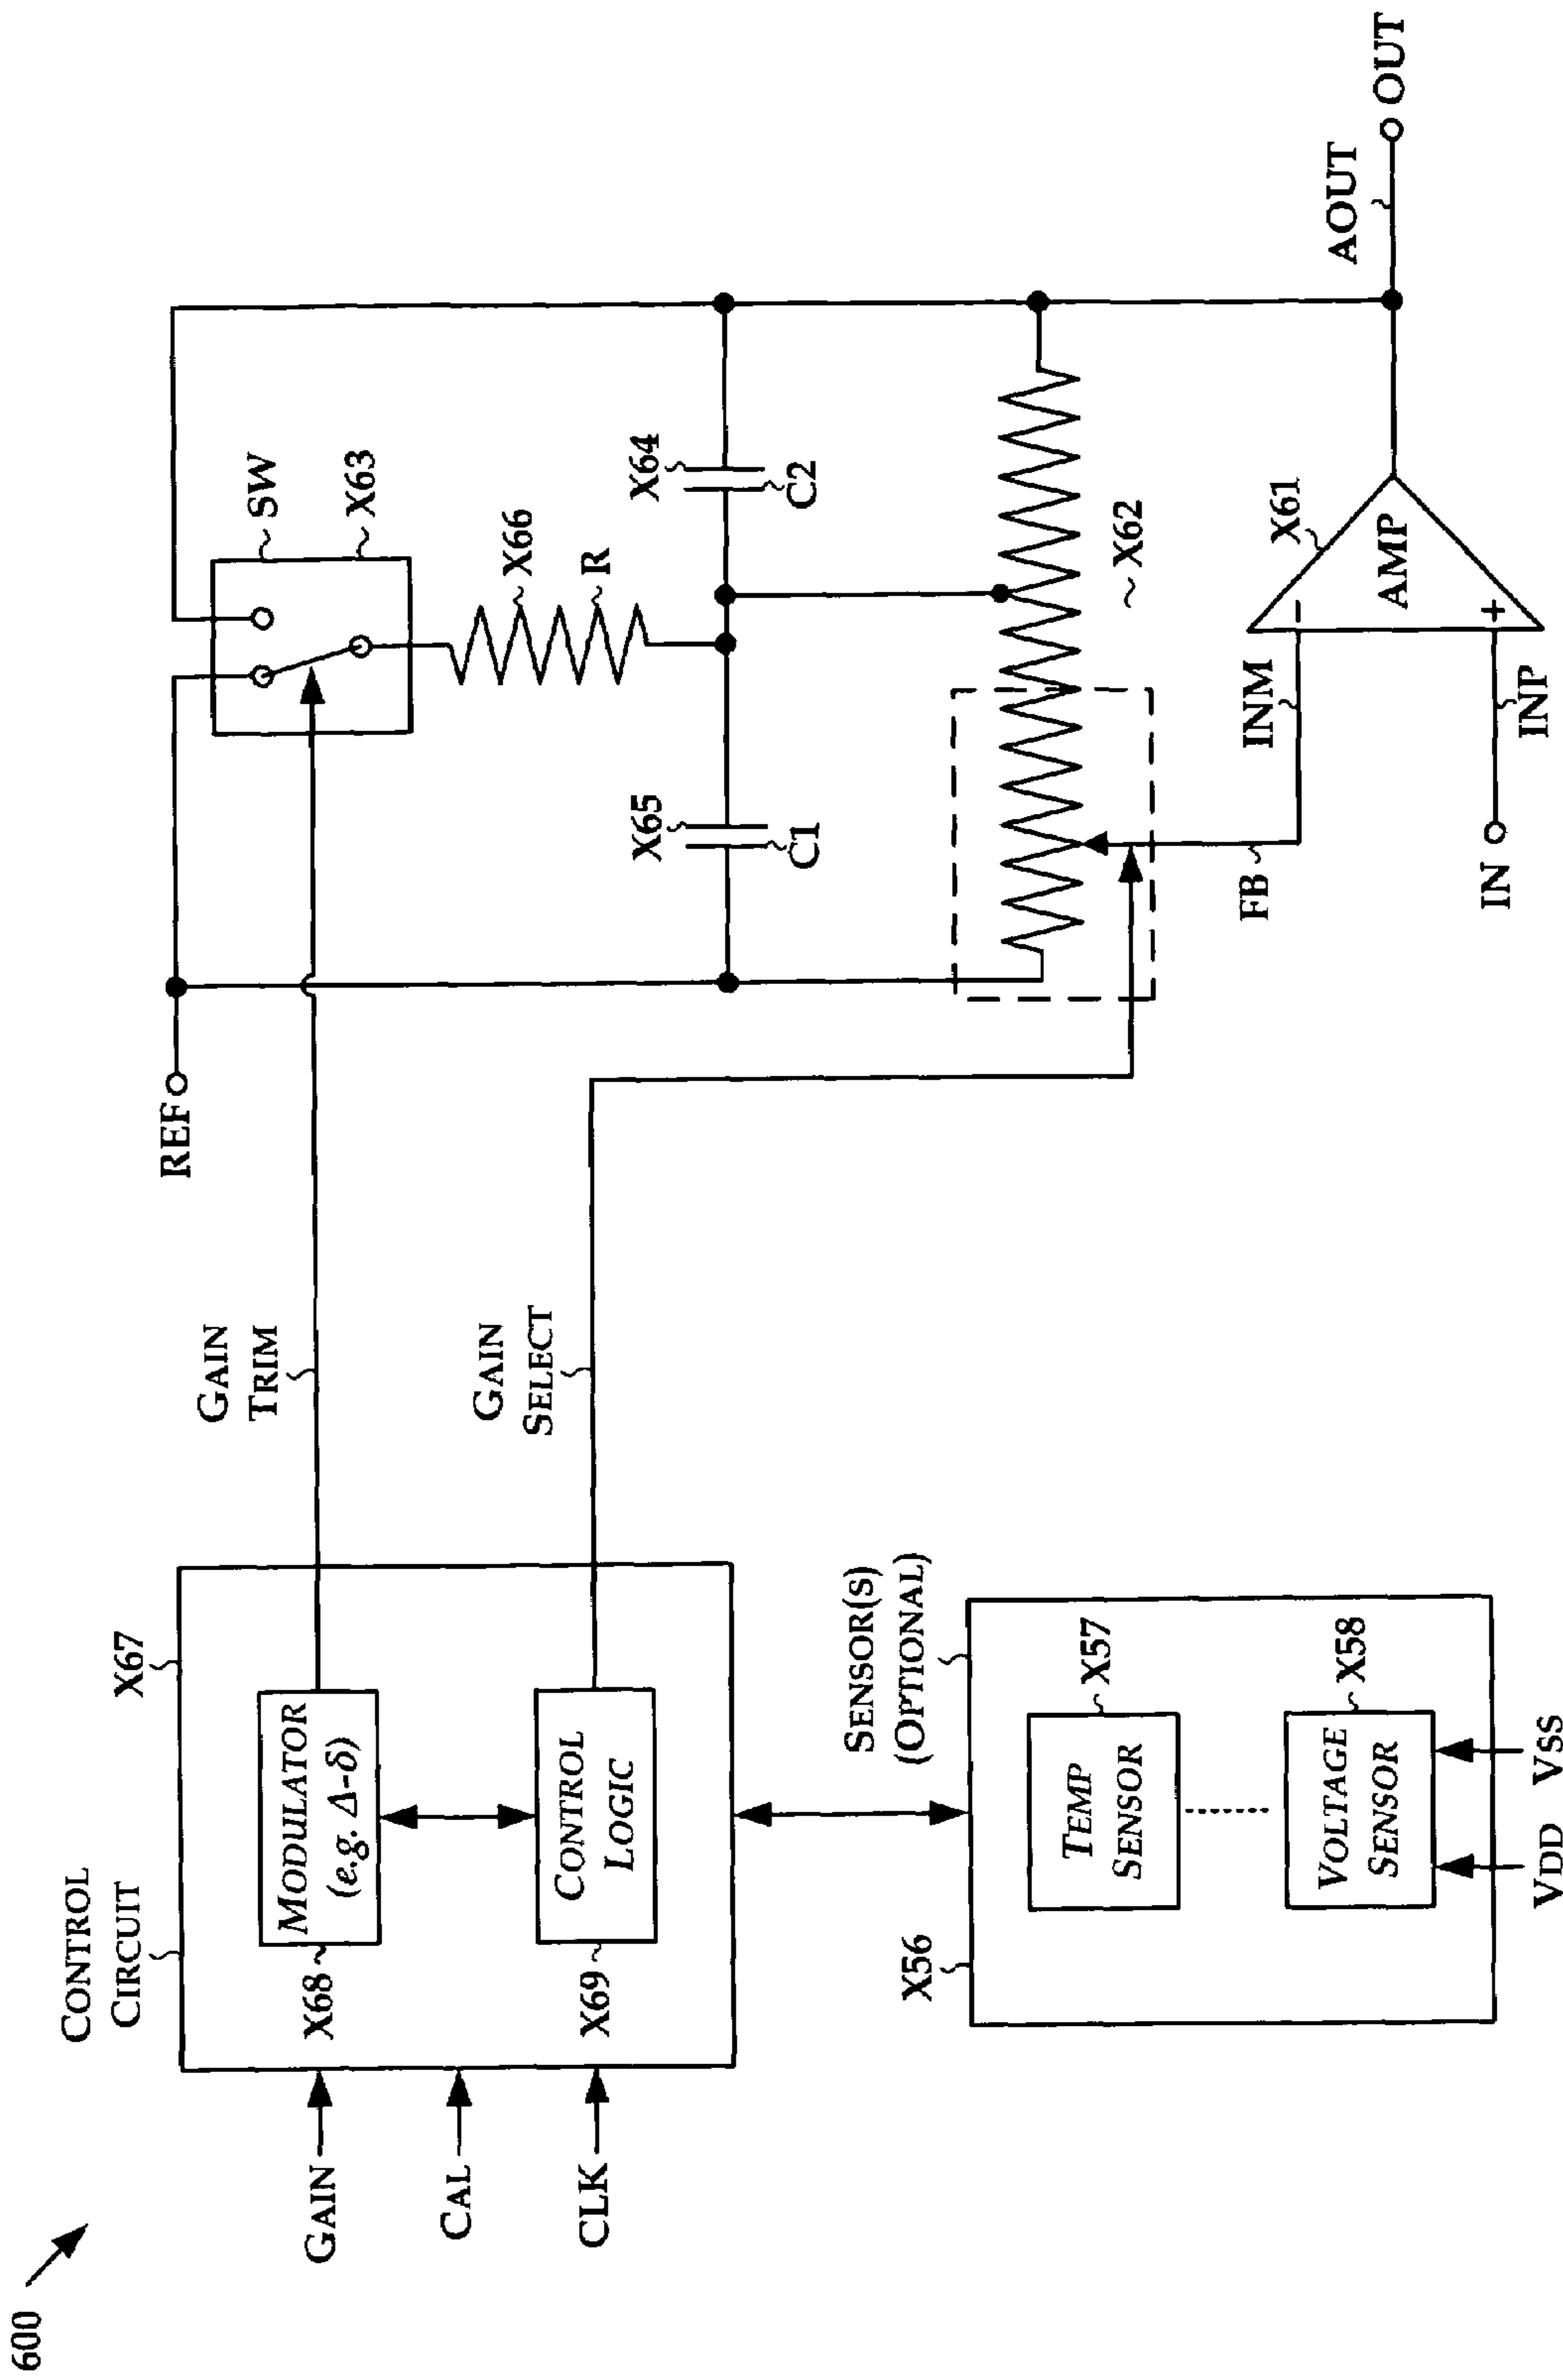 600
CONTROL
CIRCUIT
X67
GAIN
CAL
CLK
MODULATOR
(e.g. Δ-δ)
X68
CONTROL
LOGIC
X69
GAIN
TRIM
GAIN
SELECT
SENSOR(S)
(OPTIONAL)
X56
TEMP
SENSOR
X57
VOLTAGE
SENSOR
X58
VDD
VSS
REF
SW
X63
X66
R
X65
C1
X64
C2
X62
FB
INM
X61
AMP
−
+
IN
INP
AOUT
OUT